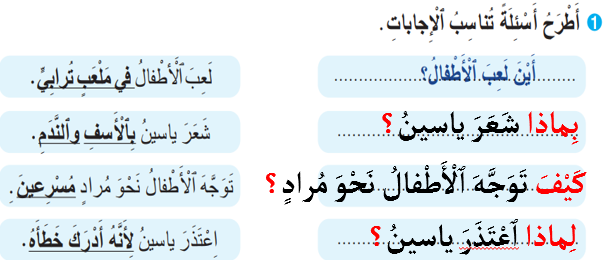 1 أَطْرَحُ أَسْئِلَةً تُناسِبُ ٱلْإِجاباتِ.
........أَيْنَ لَعِبَ ٱلْأَطْفالُ؟........ لَعِبَ ٱلْأَطْفالُ في مَلْعَبٍ تُرابِيٍّ.
بِماذا شَعَرَ ياسينُ ؟ شَعَرَ ياسينُ بِٱلْأَسَفِ وَٱلنَّدَمِ.
كَيْفَ تَوَجَّهَ ٱلْأَطْفالُ نَحْوَ مُرادٍ ؟ تَوَجَّهَ ٱلْأَطْفالُ نَحْوَ مُرادٍ مُسْرِعينَ.
لِماذا ٱعْتَذَرَ ياسينُ ؟ اِعْتَذَرَ ياسينُ لِأَنَّهُ أَدْرَكَ خَطَأَهُ.